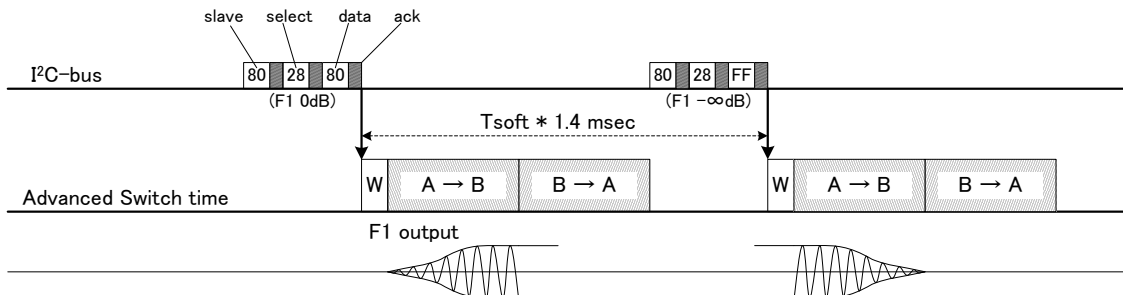 slave select data ack
I²C-bus 80 28 80 80 28 FF
(F1 0dB) (F1 −∞dB)
Tsoft * 1.4 msec
Advanced Switch time W A → B B → A W A → B B → A
F1 output